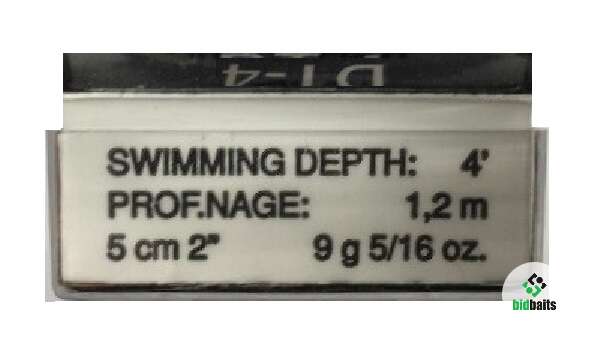 DT-4
SWIMMING DEPTH: 4'
PROF.NAGE: 1,2 m
5 cm 2" 9 g 5/16 oz.
bidbaits